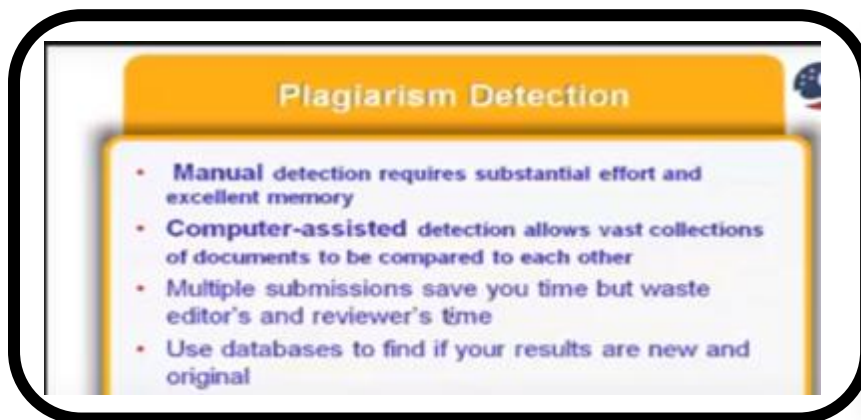 Plagiarism Detection
• Manual detection requires substantial effort and
excellent memory
• Computer-assisted detection allows vast collections
of documents to be compared to each other
• Multiple submissions save you time but waste
editor's and reviewer's time
• Use databases to find if your results are new and
original